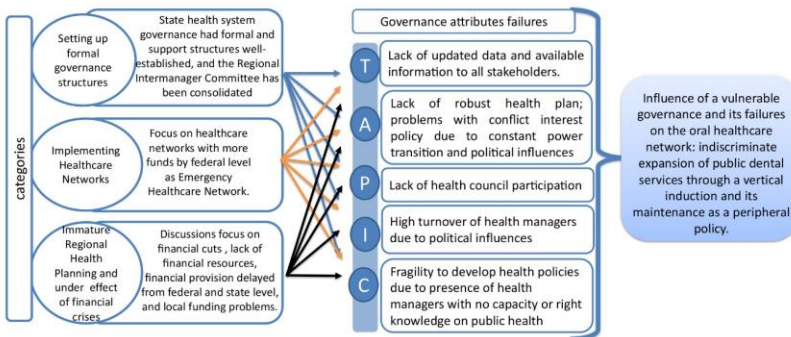 categories
Setting up
formal
governance
structures
State health system
governance had formal and
support structures well-
established, and the Regional
Intermanager Committee has
been consolidated
Implementing
Healthcare
Networks
Focus on healthcare
networks with more
funds by federal level
as Emergency
Healthcare Network.
Immature
Regional
Health
Planning and
under effect of
financial
crises
Discussions focus on
financial cuts , lack of
financial resources,
financial provision delayed
from federal and state level,
and local funding problems.
Governance attributes failures
T
Lack of updated data and available
information to all stakeholders.
A
Lack of robust health plan;
problems with conflict interest
policy due to constant power
transition and political influences
P
Lack of health council participation
I
High turnover of health managers
due to political influences
C
Fragility to develop health policies
due to presence of health
managers with no capacity or right
knowledge on public health
Influence of a vulnerable
governance and its failures
on the oral healthcare
network: indiscriminate
expansion of public dental
services through a vertical
induction and its
maintenance as a peripheral
policy.